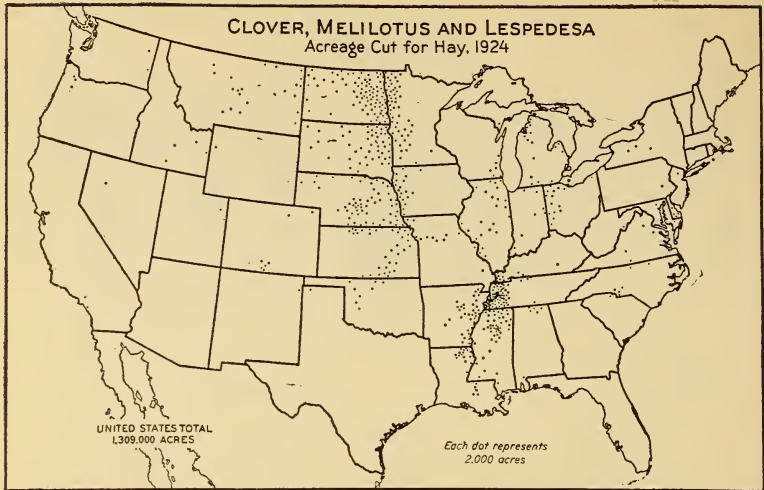 CLOVER, MELILOTUS AND LESPEDESA
Acreage Cut for Hay, 1924
UNITED STATES TOTAL
1,309.000 ACRES
Each dot represents
2.000 acres